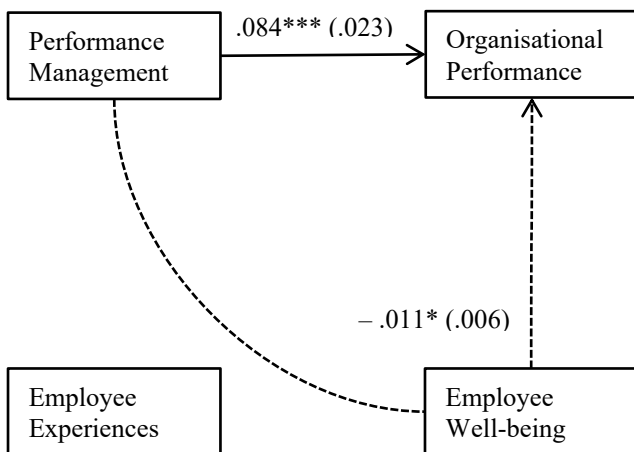 Performance
Management
.084*** (.023)
Organisational
Performance
– .011* (.006)
Employee
Experiences
Employee
Well-being